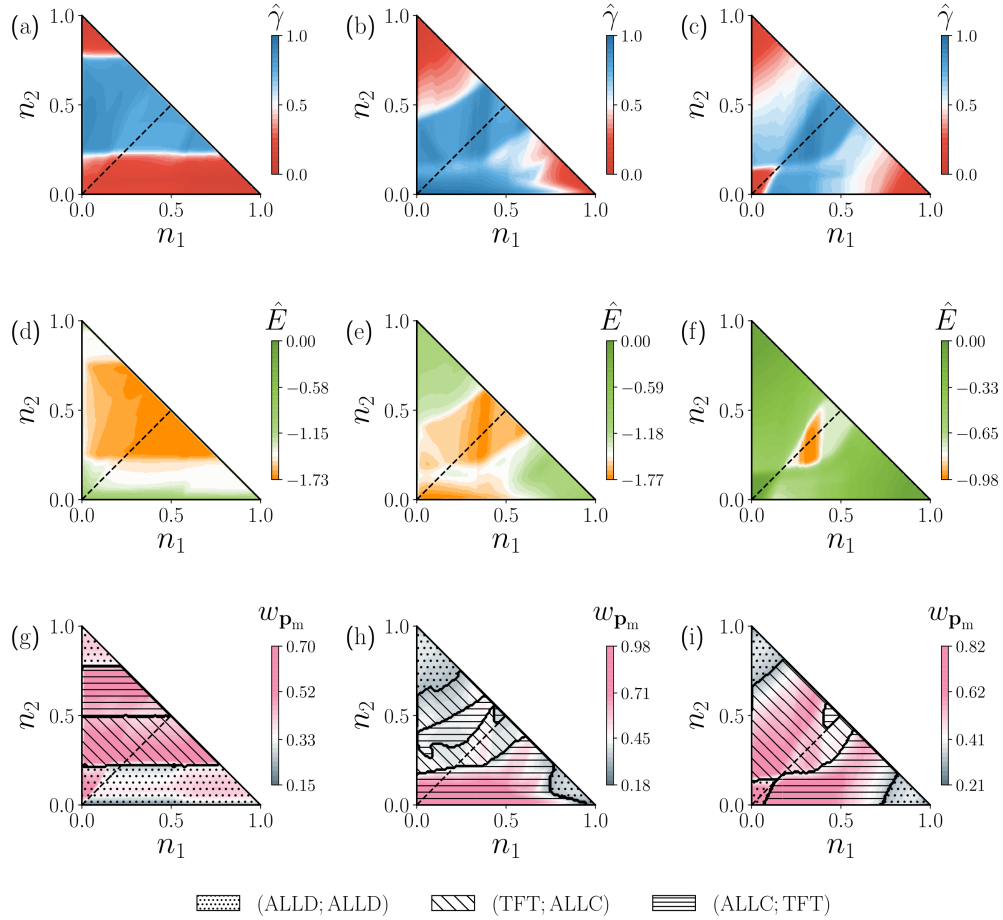 (a) γ̂ (b) γ̂ (c) γ̂
1.0 1.0 1.0 1.0 1.0 1.0
n₂ 0.5 0.5 n₂ 0.5 0.5 n₂ 0.5 0.5
0.0 0.0 0.0 0.0 0.0 0.0
0.0 0.5 1.0 0.0 0.5 1.0 0.0 0.5 1.0
n₁ n₁ n₁
(d) Ê (e) Ê (f) Ê
1.0 0.00 1.0 0.00 1.0 0.00
−0.58 −0.59 −0.33
n₂ 0.5 −1.15 n₂ 0.5 −1.18 n₂ 0.5 −0.65
0.0 −1.73 0.0 −1.77 0.0 −0.98
0.0 0.5 1.0 0.0 0.5 1.0 0.0 0.5 1.0
n₁ n₁ n₁
(g) w_{p_m} (h) w_{p_m} (i) w_{p_m}
1.0 0.70 1.0 0.98 1.0 0.82
0.52 0.71 0.62
n₂ 0.5 0.33 n₂ 0.5 0.45 n₂ 0.5 0.41
0.0 0.15 0.0 0.18 0.0 0.21
0.0 0.5 1.0 0.0 0.5 1.0 0.0 0.5 1.0
n₁ n₁ n₁
(ALLD; ALLD) (TFT; ALLC) (ALLC; TFT)